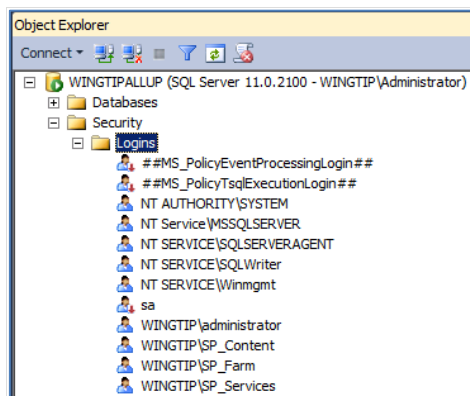 Object Explorer
Connect
WINGTIPALLUP (SQL Server 11.0.2100 - WINGTIP\Administrator)
Databases
Security
Logins
##MS_PolicyEventProcessingLogin##
##MS_PolicyTsqlExecutionLogin##
NT AUTHORITY\SYSTEM
NT Service\MSSQLSERVER
NT SERVICE\SQLSERVERAGENT
NT SERVICE\SQLWriter
NT SERVICE\Winmgmt
sa
WINGTIP\administrator
WINGTIP\SP_Content
WINGTIP\SP_Farm
WINGTIP\SP_Services